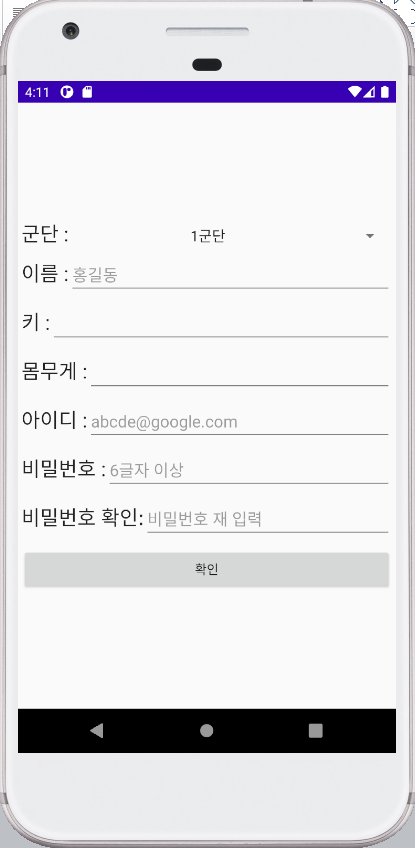 4:11
군단 : 1군단
이름 : 홍길동
키 :
몸무게 :
아이디 : abcde@google.com
비밀번호 : 6글자 이상
비밀번호 확인: 비밀번호 재 입력
확인